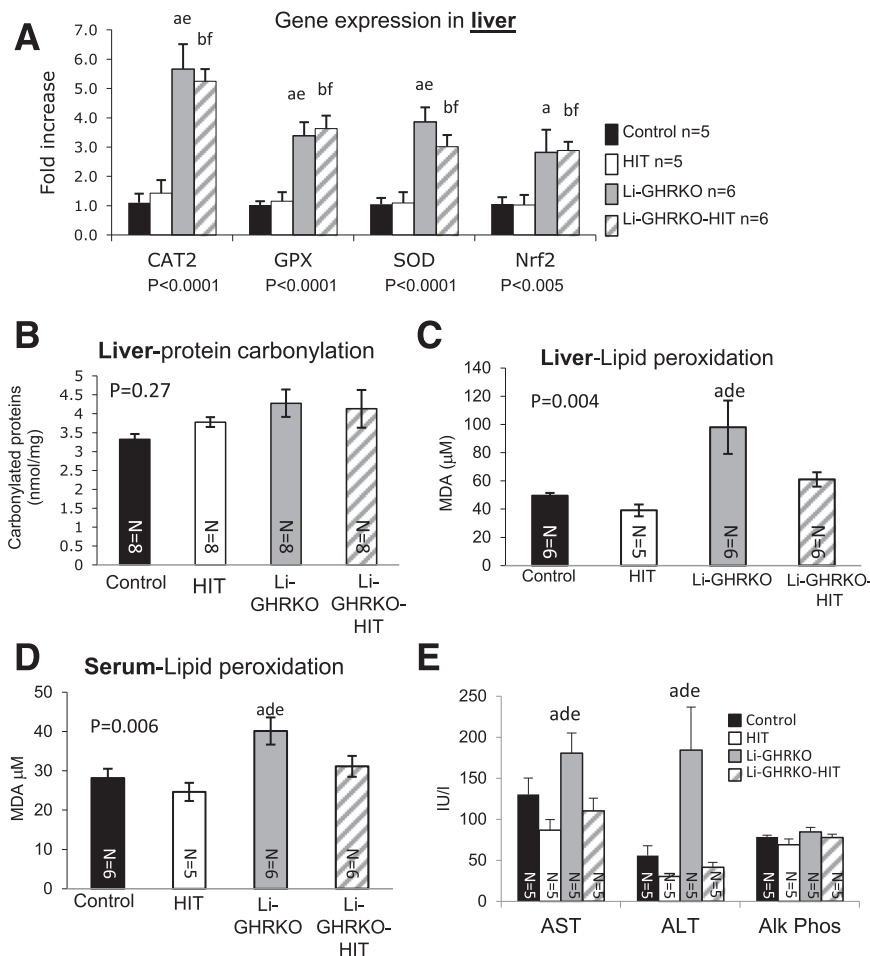 A
Gene expression in liver
Fold increase
7.0
6.0
5.0
4.0
3.0
2.0
1.0
0.0
ae
bf
ae
bf
ae
bf
a
bf
CAT2
GPX
SOD
Nrf2
P<0.0001
P<0.0001
P<0.0001
P<0.005
Control n=5
HIT n=5
Li-GHRKO n=6
Li-GHRKO-HIT n=6
B
Liver-protein carbonylation
Carbonylated proteins
(nmol/mg)
5
4.5
4
3.5
3
2.5
2
1.5
1
0.5
0
P=0.27
N=8
N=8
N=8
N=8
Control
HIT
Li-
GHRKO
Li-
GHRKO-
HIT
C
Liver-Lipid peroxidation
MDA (µM)
140
120
100
80
60
40
20
0
P=0.004
ade
N=6
N=5
N=6
N=6
Control
HIT
Li-GHRKO
Li-GHRKO-
HIT
D
Serum-Lipid peroxidation
MDA µM
50
40
30
20
10
0
P=0.006
ade
N=6
N=5
N=6
N=6
Control
HIT
Li-
GHRKO
Li-
GHRKO-
HIT
E
IU/l
250
200
150
100
50
0
ade
ade
Control
HIT
Li-GHRKO
Li-GHRKO-HIT
N=5
N=5
N=5
N=5
N=5
N=5
N=5
N=5
N=5
N=5
N=5
N=5
AST
ALT
Alk Phos